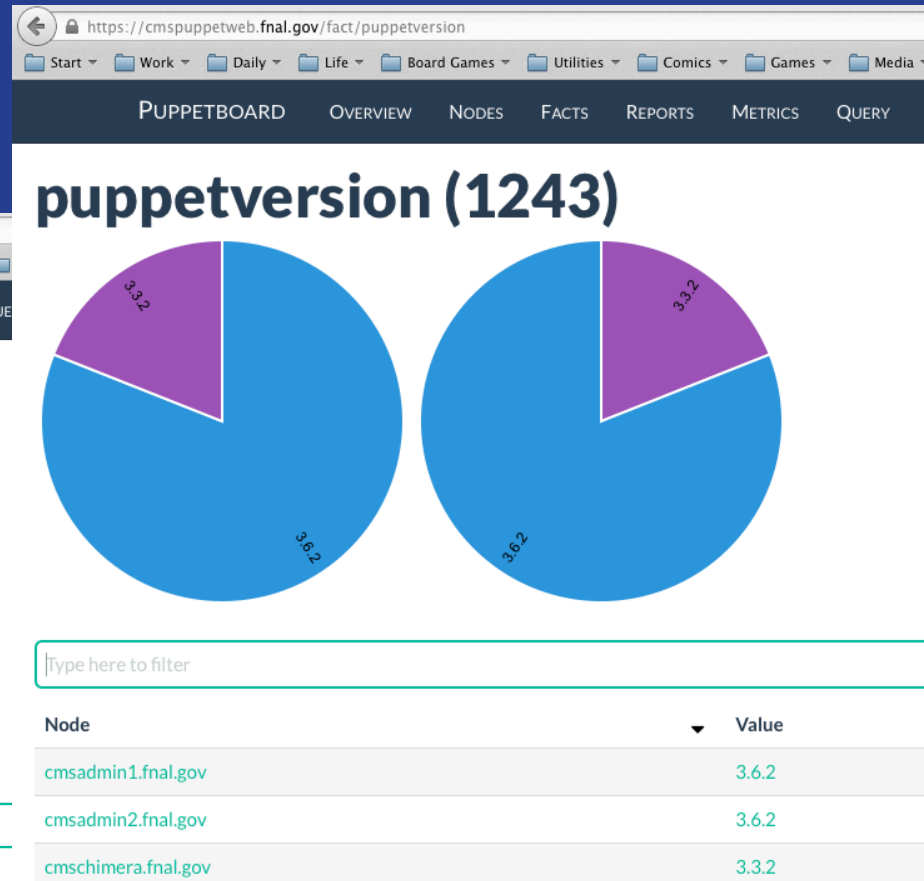 https://cmspuppetweb.fnal.gov/fact/puppetversion
Start Work Daily Life Board Games Utilities Comics Games Media
PUPPETBOARD OVERVIEW NODES FACTS REPORTS METRICS QUERY
puppetversion (1243)
3.3.2 3.3.2
3.6.2 3.6.2
Type here to filter
Node Value
cmsadmin1.fnal.gov 3.6.2
cmsadmin2.fnal.gov 3.6.2
cmschimera.fnal.gov 3.3.2